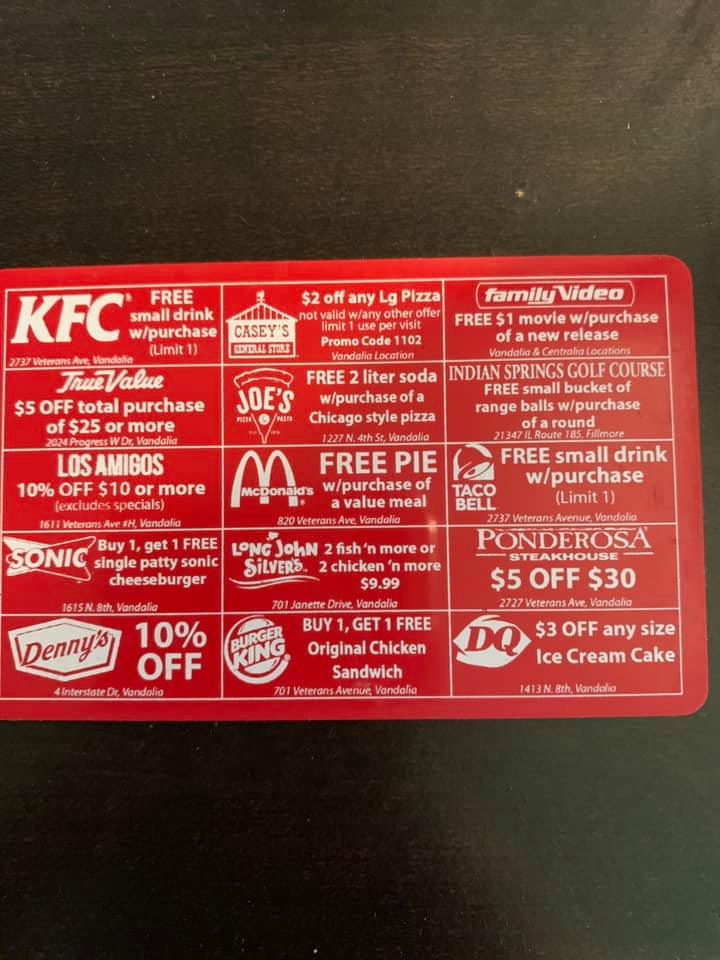 KFC
FREE
small drink
w/purchase
(Limit 1)
2737 Veterans Ave, Vandalia
CASEY'S
GENERAL STORE
$2 off any Lg Pizza
not valid w/any other offer
limit 1 use per visit
Promo Code 1102
Vandalia Location
family Video
FREE $1 movie w/purchase
of a new release
Vandalia & Centralia Locations
True Value
$5 OFF total purchase
of $25 or more
2024 Progress W Dr, Vandalia
JOE'S
PIZZA & PASTA
FREE 2 liter soda
w/purchase of a
Chicago style pizza
1227 N. 4th St, Vandalia
INDIAN SPRINGS GOLF COURSE
FREE small bucket of
range balls w/purchase
of a round
21347 IL Route 185, Fillmore
LOS AMIGOS
10% OFF $10 or more
(excludes specials)
1611 Veterans Ave #H, Vandalia
McDonald's
FREE PIE
w/purchase of
a value meal
820 Veterans Ave, Vandalia
TACO
BELL
FREE small drink
w/purchase
(Limit 1)
2737 Veterans Avenue, Vandalia
SONIC
Buy 1, get 1 FREE
single patty sonic
cheeseburger
1615 N. 8th, Vandalia
LONG JOHN
SILVER'S
2 fish 'n more or
2 chicken 'n more
$9.99
701 Janette Drive, Vandalia
PONDEROSA
STEAKHOUSE
$5 OFF $30
2727 Veterans Ave, Vandalia
Denny's
10%
OFF
4 Interstate Dr, Vandalia
BURGER
KING
BUY 1, GET 1 FREE
Original Chicken
Sandwich
701 Veterans Avenue, Vandalia
DQ
$3 OFF any size
Ice Cream Cake
1413 N. 8th, Vandalia